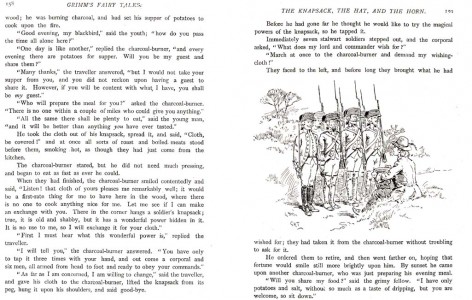 158 GRIMM'S FAIRY TALES:
wood; he was burning charcoal, and had set his supper of potatoes to
cook upon the fire.
"Good evening, my blackbird," said the youth; "how do you pass
the time all alone here?"
"One day is like another," replied the charcoal-burner, "and every
evening there are potatoes for supper. Will you be my guest and
share them?"
"Many thanks," the traveller answered, "but I would not take your
supper from you, and did not reckon upon having a guest to
share it. However, if you will be content with what I have, you shall
be my guest."
"Who will prepare the meal for you?" asked the charcoal-burner.
"There is no one within a couple of miles who could give you anything."
"All the same there shall be plenty to eat," said the young man,
"and it will be better than anything you have ever tasted."
He took the cloth out of his knapsack, spread it, and said, "Cloth,
be covered!" and at once all sorts of roast and boiled meats stood
before them, smoking hot, as though they had just come from the
kitchen.
The charcoal-burner stared, but he did not need much pressing,
and began to eat as fast as ever he could.
When they had finished, the charcoal-burner smiled contentedly and
said, "Listen! that cloth of yours pleases me remarkably well; it would
be a first-rate thing for me to have here in the wood, where there
is no one to cook anything nice for me. Let me see if I can make
an exchange with you. There in the corner hangs a soldier's knapsack;
true, it is old and shabby, but it has a wonderful power hidden in it.
It is no use to me, so I will exchange it for your cloth."
"First I must hear what this wonderful power is," replied the
traveller.
"I will tell you," the charcoal-burner answered. "You have only
to tap it three times with your hand, and out come a corporal and
six men, all armed from head to foot and ready to obey your commands."
"As far as I am concerned, I am willing to change," said the traveller,
and gave his cloth to the charcoal-burner, lifted the knapsack from its
peg, hung it upon his shoulders, and said good-bye.
THE KNAPSACK, THE HAT, AND THE HORN. 159
Before he had gone far he thought he would like to try the magical
powers of the knapsack, so he tapped it.
Immediately seven stalwart soldiers stepped out, and the corporal
asked, "What does my lord and commander wish for?"
"March at once to the charcoal-burner and demand my wishing-
cloth!"
They faced to the left, and before long they brought what he had
wished for; they had taken it from the charcoal-burner without troubling
to ask for it.
He ordered them to retire, and then went farther on, hoping that
fortune would smile still more brightly upon him. By sunset he came
upon another charcoal-burner, who was just preparing his evening meal.
"Will you share my food?" said the grimy fellow. "I have only
potatoes and salt, without so much as a taste of dripping, but you are
welcome, so sit down."